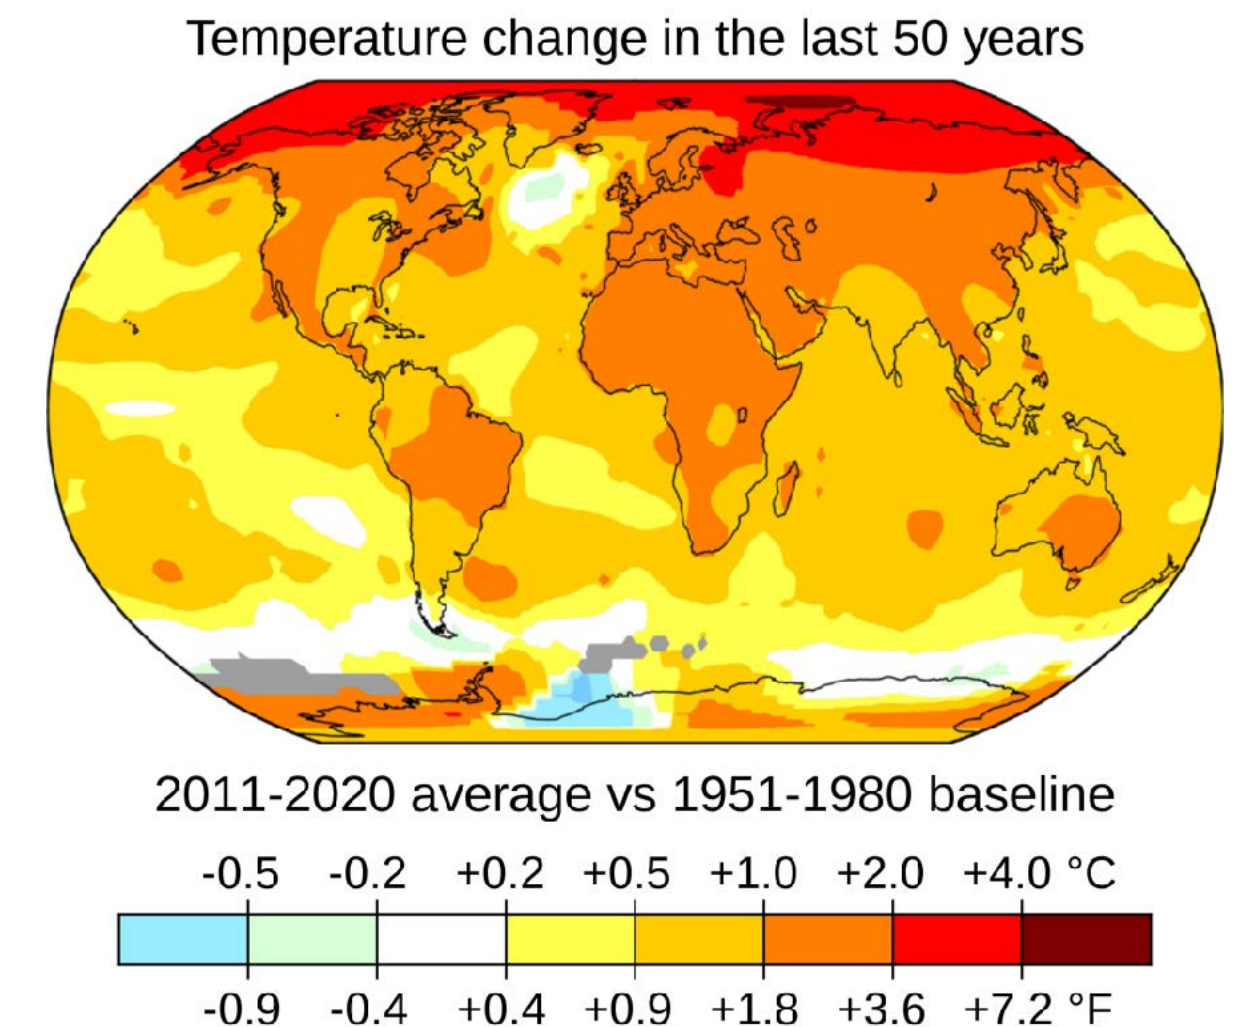 Temperature change in the last 50 years
2011-2020 average vs 1951-1980 baseline
-0.5 -0.2 +0.2 +0.5 +1.0 +2.0 +4.0 °C
-0.9 -0.4 +0.4 +0.9 +1.8 +3.6 +7.2 °F